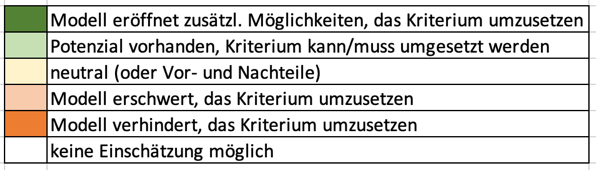 Modell eröffnet zusätzl. Möglichkeiten, das Kriterium umzusetzen
Potenzial vorhanden, Kriterium kann/muss umgesetzt werden
neutral (oder Vor- und Nachteile)
Modell erschwert, das Kriterium umzusetzen
Modell verhindert, das Kriterium umzusetzen
keine Einschätzung möglich